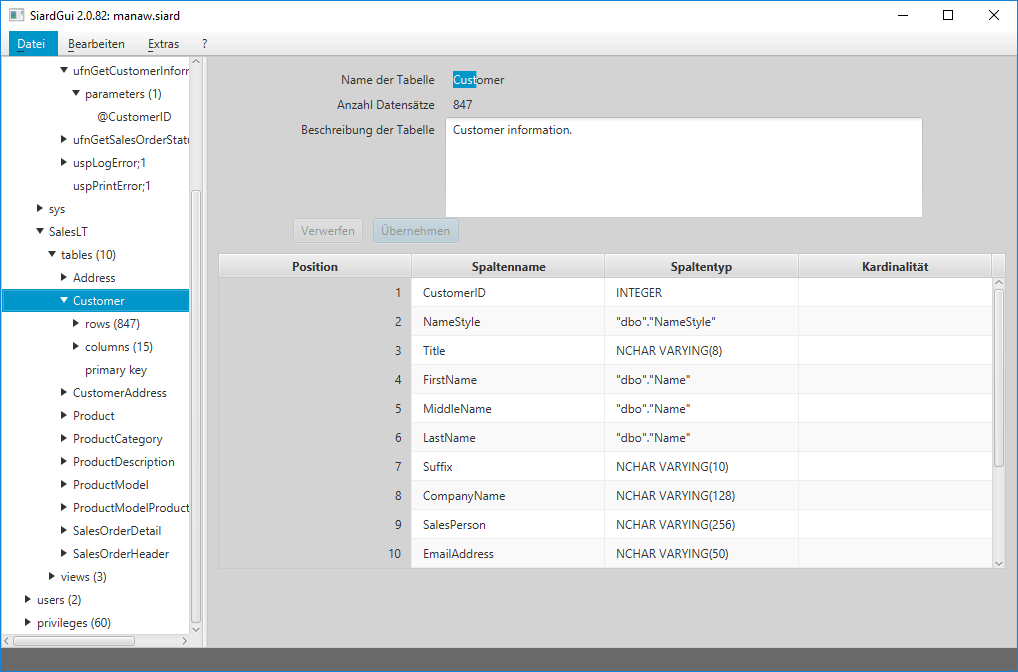 SiardGui 2.0.82: manaw.siard
Datei Bearbeiten Extras ?
ufnGetCustomerInforr
parameters (1)
@CustomerID
ufnGetSalesOrderStatu
uspLogError;1
uspPrintError;1
sys
SalesLT
tables (10)
Address
Customer
rows (847)
columns (15)
primary key
CustomerAddress
Product
ProductCategory
ProductDescription
ProductModel
ProductModelProduct
SalesOrderDetail
SalesOrderHeader
views (3)
users (2)
privileges (60)
Name der Tabelle Customer
Anzahl Datensätze 847
Beschreibung der Tabelle Customer information.
Verwerfen Übernehmen
Position Spaltenname Spaltentyp Kardinalität
1 CustomerID INTEGER
2 NameStyle "dbo"."NameStyle"
3 Title NCHAR VARYING(8)
4 FirstName "dbo"."Name"
5 MiddleName "dbo"."Name"
6 LastName "dbo"."Name"
7 Suffix NCHAR VARYING(10)
8 CompanyName NCHAR VARYING(128)
9 SalesPerson NCHAR VARYING(256)
10 EmailAddress NCHAR VARYING(50)